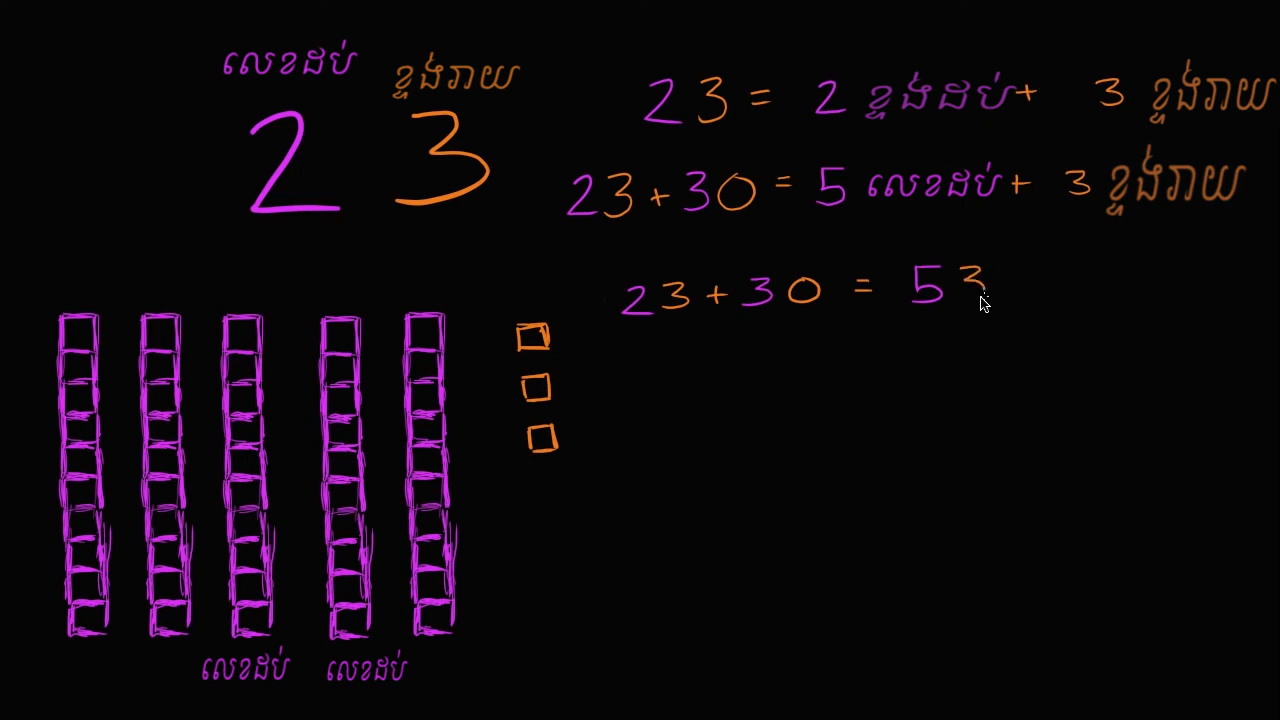 លេខដប់ ខ្ទង់រាយ
2 3
23 = 2 ខ្ទង់ដប់ + 3 ខ្ទង់រាយ
23 + 30 = 5 លេខដប់ + 3 ខ្ទង់រាយ
23 + 30 = 53
លេខដប់ លេខដប់